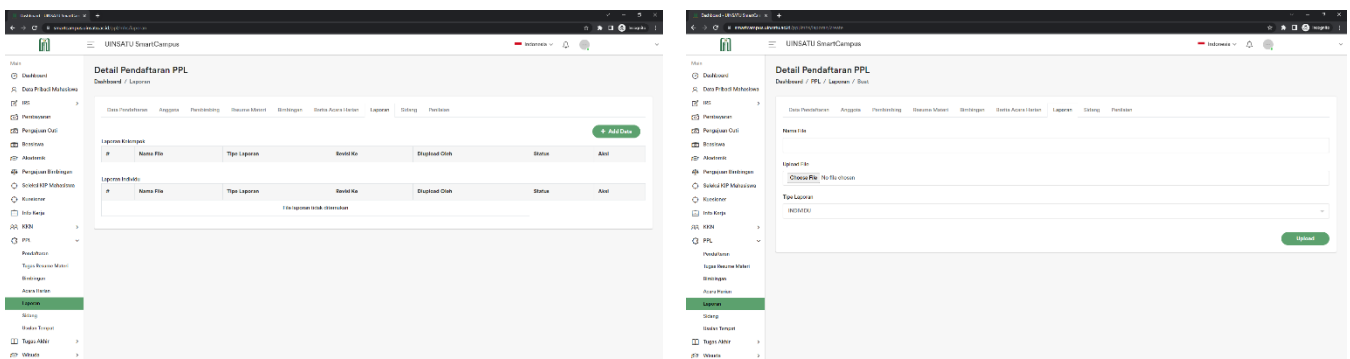 UINSATU SmartCampus
Indonesia
Main
Dashboard
Data Pribadi Mahasiswa
IRS
Pembayaran
Pengajuan Cuti
Beasiswa
Akademik
Pengajuan Bimbingan
Seleksi KIP Mahasiswa
Kuesioner
Info Kerja
KKN
PPL
Pendaftaran
Tugas Resume Materi
Bimbingan
Acara Harian
Laporan
Sidang
Usulan Tempat
Tugas Akhir
Wisuda
Detail Pendaftaran PPL
Dashboard / Laporan
Data Pendaftaran Anggota Pembimbing Resume Materi Bimbingan Berita Acara Harian Laporan Sidang Penilaian
+ Add Data
Laporan Kelompok
# Nama File Tipe Laporan Revisi Ke Diupload Oleh Status Aksi
Laporan Individu
# Nama File Tipe Laporan Revisi Ke Diupload Oleh Status Aksi
File laporan tidak ditemukan
UINSATU SmartCampus
Indonesia
Main
Dashboard
Data Pribadi Mahasiswa
IRS
Pembayaran
Pengajuan Cuti
Beasiswa
Akademik
Pengajuan Bimbingan
Seleksi KIP Mahasiswa
Kuesioner
Info Kerja
KKN
PPL
Pendaftaran
Tugas Resume Materi
Bimbingan
Acara Harian
Laporan
Sidang
Usulan Tempat
Tugas Akhir
Wisuda
Detail Pendaftaran PPL
Dashboard / PPL / Laporan / Buat
Data Pendaftaran Anggota Pembimbing Resume Materi Bimbingan Berita Acara Harian Laporan Sidang Penilaian
Nama File
Upload File
Choose File No file chosen
Tipe Laporan
INDIVIDU
Upload